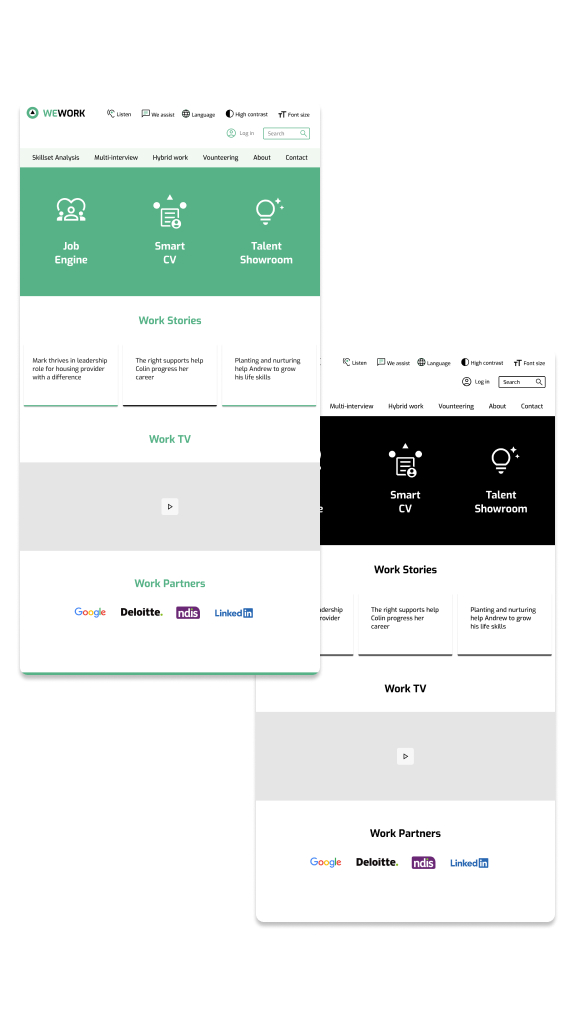 WEWORK Listen We assist Language High contrast Font size
Log In Search
Skillset Analysis Multi-interview Hybrid work Vounteering About Contact
Job
Engine
Smart
CV
Talent
Showroom
Work Stories
Mark thrives in leadership
role for housing provider
with a difference
The right supports help
Colin progress her
career
Planting and nurturing
help Andrew to grow
his life skills
Work TV
Work Partners
Google Deloitte. ndis Linked in
Listen We assist Language High contrast Font size
Log in Search
Multi-interview Hybrid work Vounteering About Contact
e
Smart
CV
Talent
Showroom
Work Stories
dership
rovider
The right supports help
Colin progress her
career
Planting and nurturing
help Andrew to grow
his life skills
Work TV
Work Partners
Google Deloitte. ndis Linked in